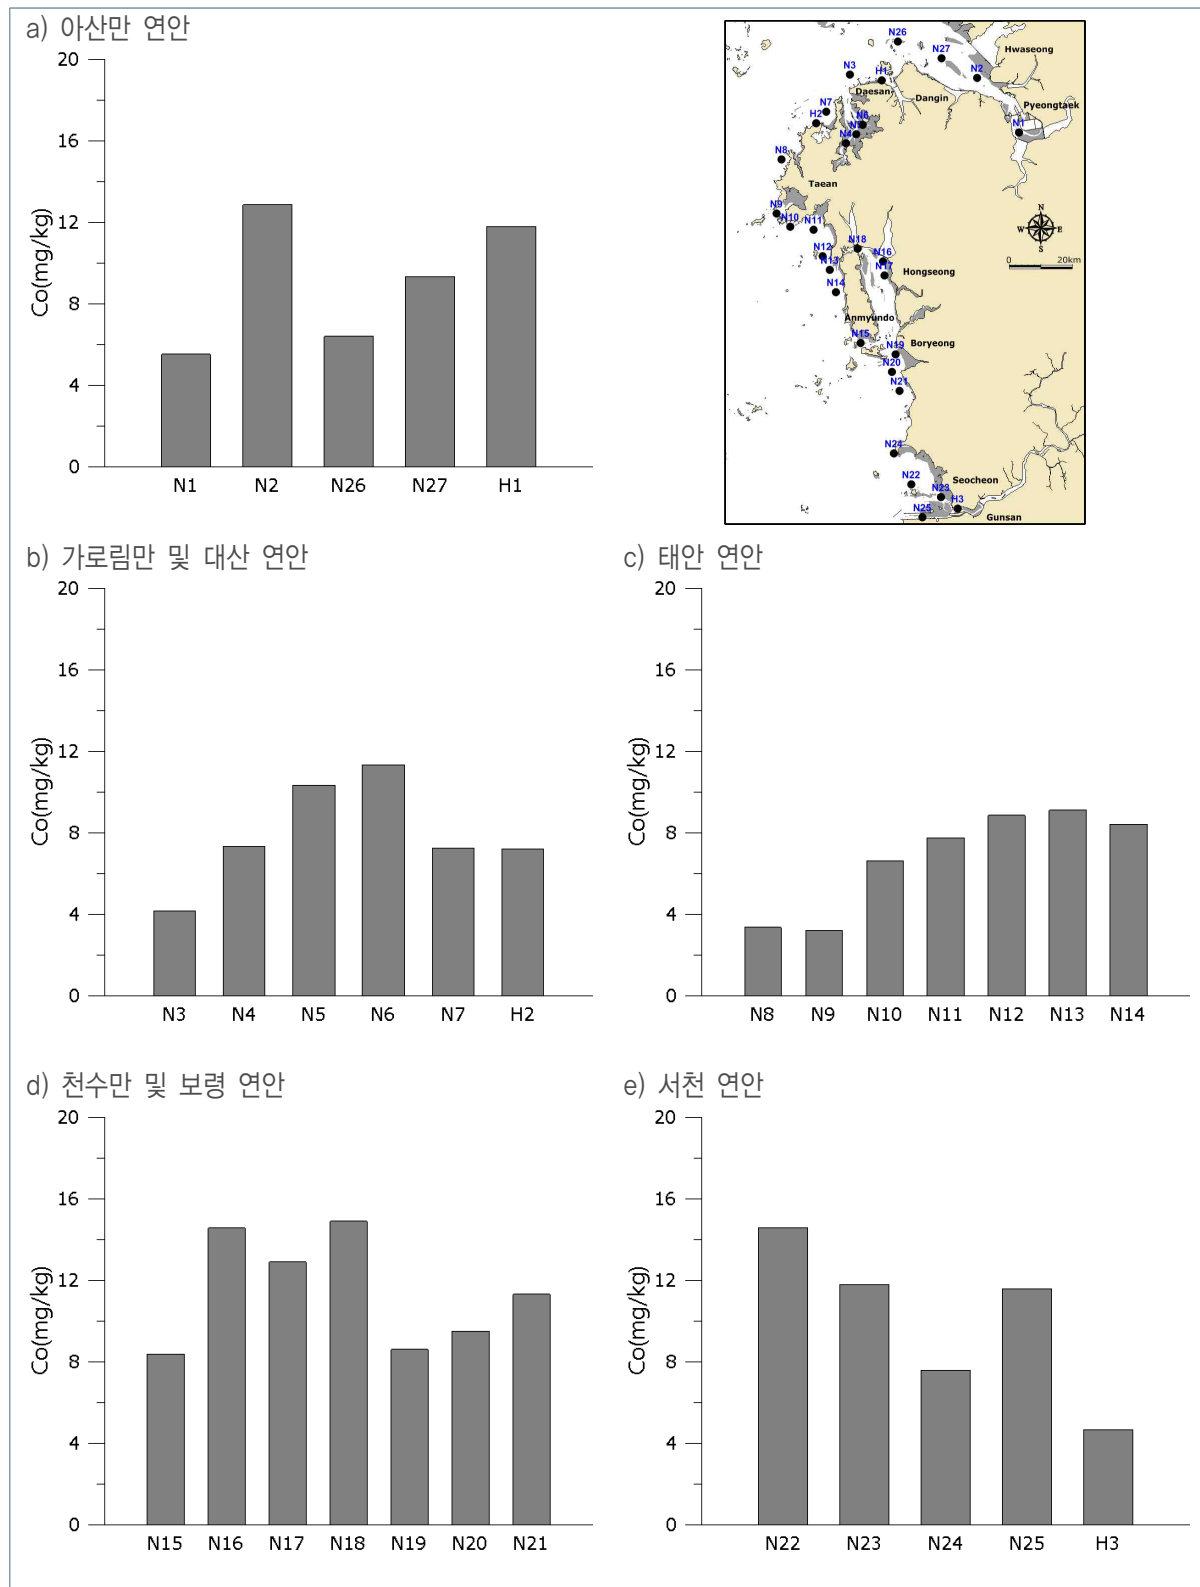 a) 아산만 연안
20
16
12
8
4
0
Co(mg/kg)
N1 N2 N26 N27 H1
N26
N27
Hwaseong
N3
H1
N2
Daesan
Dangin
Pyeongtaek
N7
H2
N6
N1
N4
N8
Taean
N9
N10
N11
N
W E
S
N18
N12
N16
N13
N17
Hongseong
0 20km
N14
Anmyundo
N15
N19
Boryeong
N20
N21
N24
N22
Seocheon
N23
H3
N25
Gunsan
b) 가로림만 및 대산 연안
20
16
12
8
4
0
Co(mg/kg)
N3 N4 N5 N6 N7 H2
c) 태안 연안
20
16
12
8
4
0
Co(mg/kg)
N8 N9 N10 N11 N12 N13 N14
d) 천수만 및 보령 연안
20
16
12
8
4
0
Co(mg/kg)
N15 N16 N17 N18 N19 N20 N21
e) 서천 연안
20
16
12
8
4
0
Co(mg/kg)
N22 N23 N24 N25 H3